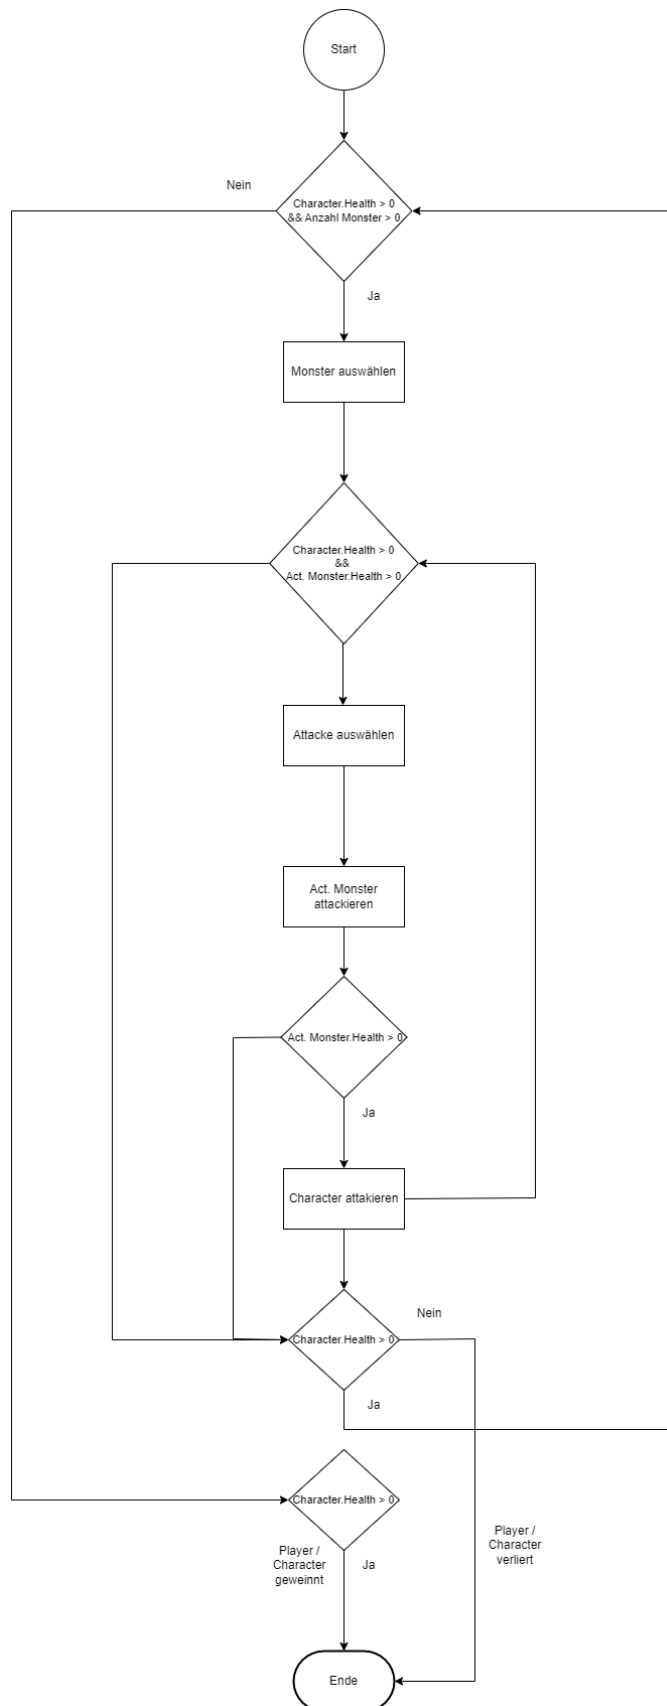 Start
Nein
Character.Health > 0
&& Anzahl Monster > 0
Ja
Monster auswählen
Character.Health > 0
&&
Act. Monster.Health > 0
Attacke auswählen
Act. Monster
attackieren
Act. Monster.Health > 0
Ja
Character attakieren
Nein
Character.Health > 0
Ja
Character.Health > 0
Player /
Character
geweinnt
Ja
Player /
Character
verliert
Ende